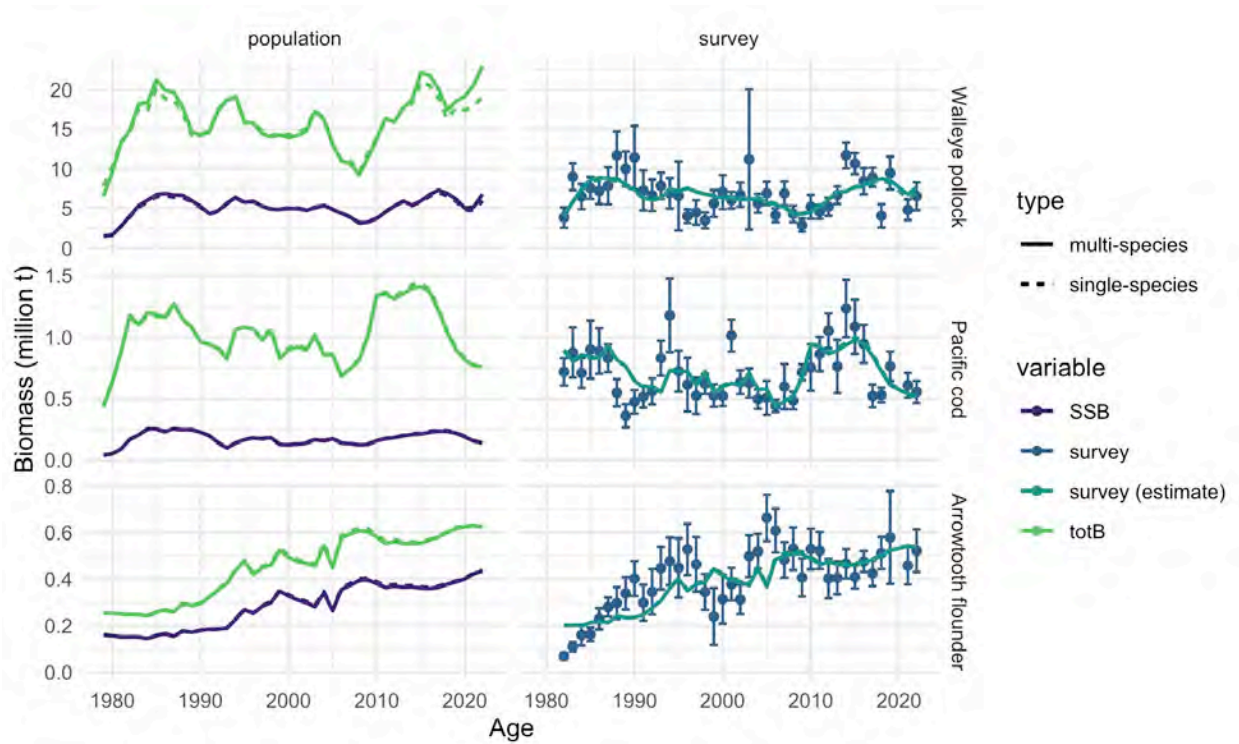 population
survey
Biomass (million t)
20
15
10
5
0
Walleye pollock
1.5
1.0
0.5
0.0
Pacific cod
0.8
0.6
0.4
0.2
0.0
Arrowtooth flounder
1980 1990 2000 2010 2020
1980 1990 2000 2010 2020
Age
type
multi-species
single-species
variable
SSB
survey
survey (estimate)
totB